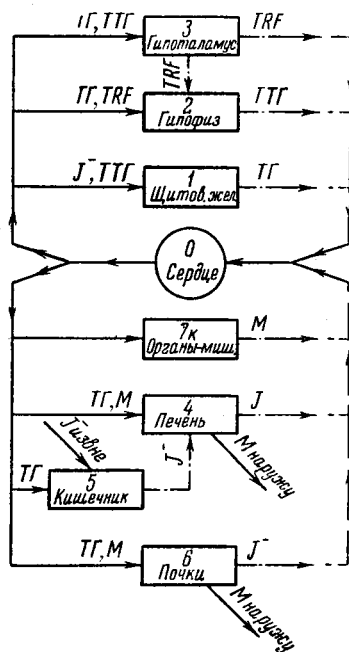 ТГ, ТТГ
3
Гипоталамус
TRF
TRF
ТГ, TRF
2
Гипофиз
ТТГ
J⁻, ТТГ
1
Щитов. жел
ТГ
0
Сердце
7к
Органы-миш.
М
ТГ, М
4
Печень
J
J⁻ извне
М наружу
J⁻
ТГ
5
Кишечник
ТГ, М
6
Почки
J⁻
М наружу